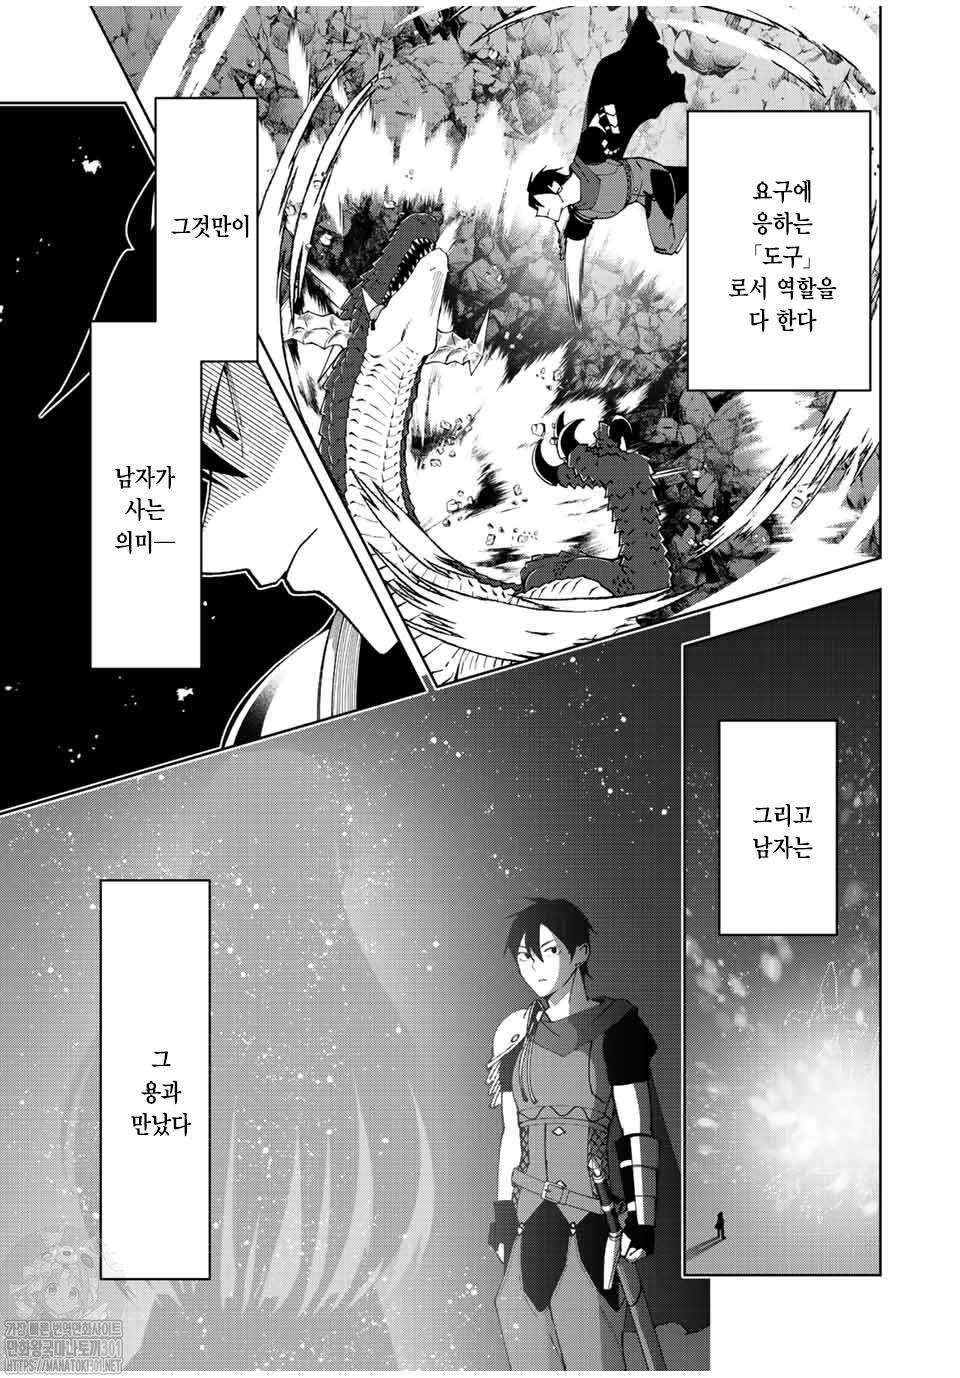 요구에
응하는
「도구」
로서 역할을
다 한다
그것만이
남자가
사는
의미―
그리고
남자는
그
용과
만났다
가장 빠른 번역만화사이트
만화왕국마나토끼301
HTTPS://MANATOKI301.COM